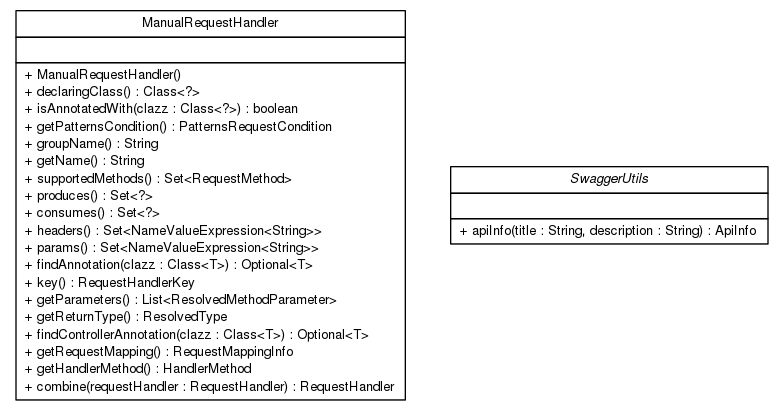 ManualRequestHandler
+ ManualRequestHandler()
+ declaringClass() : Class<?>
+ isAnnotatedWith(clazz : Class<?>) : boolean
+ getPatternsCondition() : PatternsRequestCondition
+ groupName() : String
+ getName() : String
+ supportedMethods() : Set<RequestMethod>
+ produces() : Set<?>
+ consumes() : Set<?>
+ headers() : Set<NameValueExpression<String>>
+ params() : Set<NameValueExpression<String>>
+ findAnnotation(clazz : Class<T>) : Optional<T>
+ key() : RequestHandlerKey
+ getParameters() : List<ResolvedMethodParameter>
+ getReturnType() : ResolvedType
+ findControllerAnnotation(clazz : Class<T>) : Optional<T>
+ getRequestMapping() : RequestMappingInfo
+ getHandlerMethod() : HandlerMethod
+ combine(requestHandler : RequestHandler) : RequestHandler
SwaggerUtils
+ apiInfo(title : String, description : String) : ApiInfo